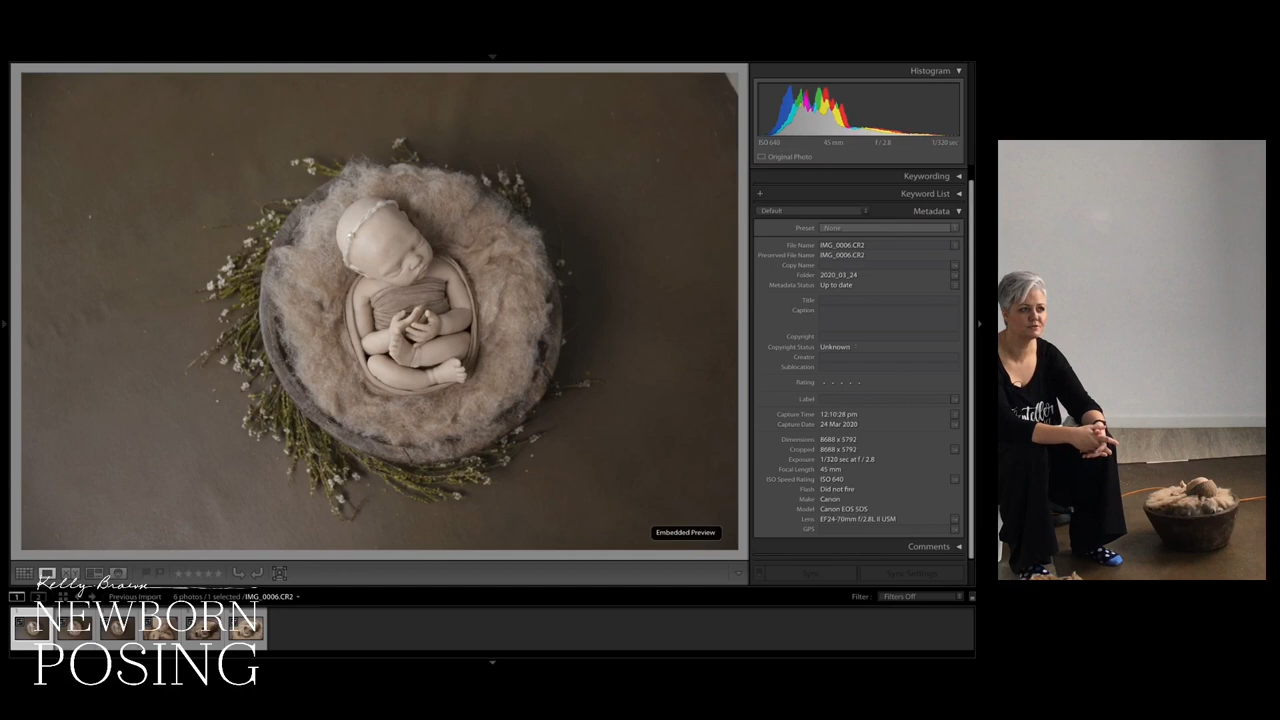 Histogram
ISO 640 45 mm f / 2.8 1/320 sec
Original Photo
Keywording
+ Keyword List
Default Metadata
Preset None
File Name IMG_0006.CR2
Preserved File Name IMG_0006.CR2
Copy Name
Folder 2020_03_24
Metadata Status Up to date
Title
Caption
Copyright
Copyright Status Unknown
Creator
Sublocation
Rating
Label
Capture Time 12:10:28 pm
Capture Date 24 Mar 2020
Dimensions 8688 x 5792
Cropped 8688 x 5792
Exposure 1/320 sec at f / 2.8
Focal Length 45 mm
ISO Speed Rating ISO 640
Flash Did not fire
Make Canon
Model Canon EOS 5DS
Lens EF24-70mm f/2.8L II USM
GPS
Embedded Preview
Comments
Sync Sync Settings
1 2 Previous Import 6 photos / 1 selected / IMG_0006.CR2
Filter : Filters Off
Kelly Brown
NEWBORN
POSING